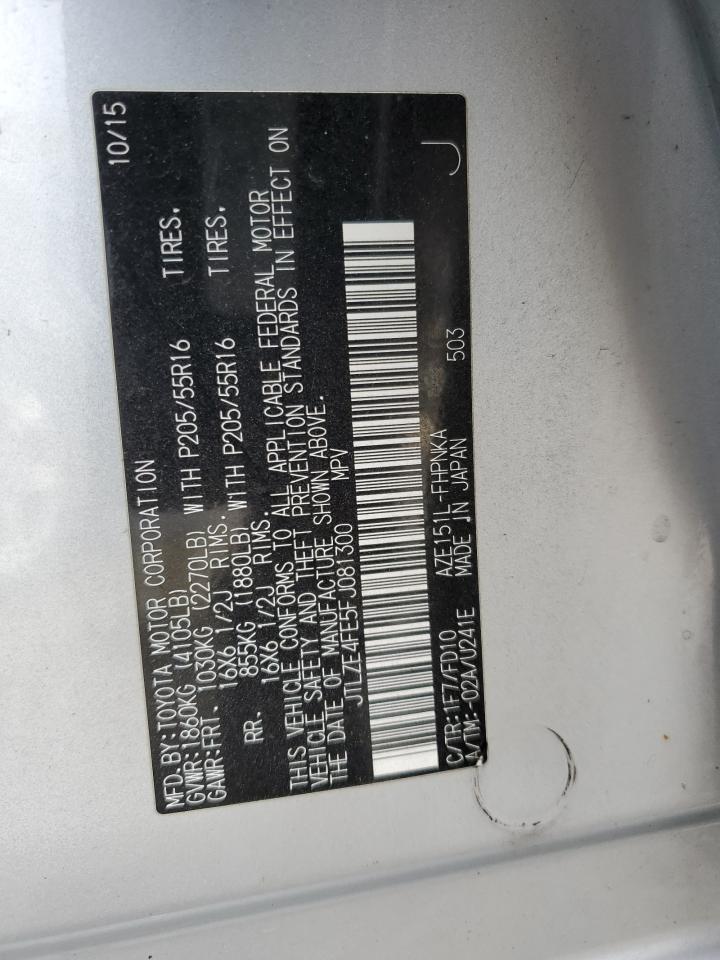 MFD.BY:TOYOTA MOTOR CORPORATION 10/15
GVWR:1860KG (4105LB)
GAWR:FRT. 1030KG (2270LB) WITH P205/55R16 TIRES.
16X6 1/2J RIMS.
RR. 855KG (1880LB) WITH P205/55R16 TIRES.
16X6 1/2J RIMS.
THIS VEHICLE CONFORMS TO ALL APPLICABLE FEDERAL MOTOR
VEHICLE SAFETY AND THEFT PREVENTION STANDARDS IN EFFECT ON
THE DATE OF MANUFACTURE SHOWN ABOVE.
JTLZE4FE5FJ081300 MPV
C/TR:1F7/FD10 AZE151L-FHPNKA
A/TM:-02A/U241E MADE IN JAPAN 503
J